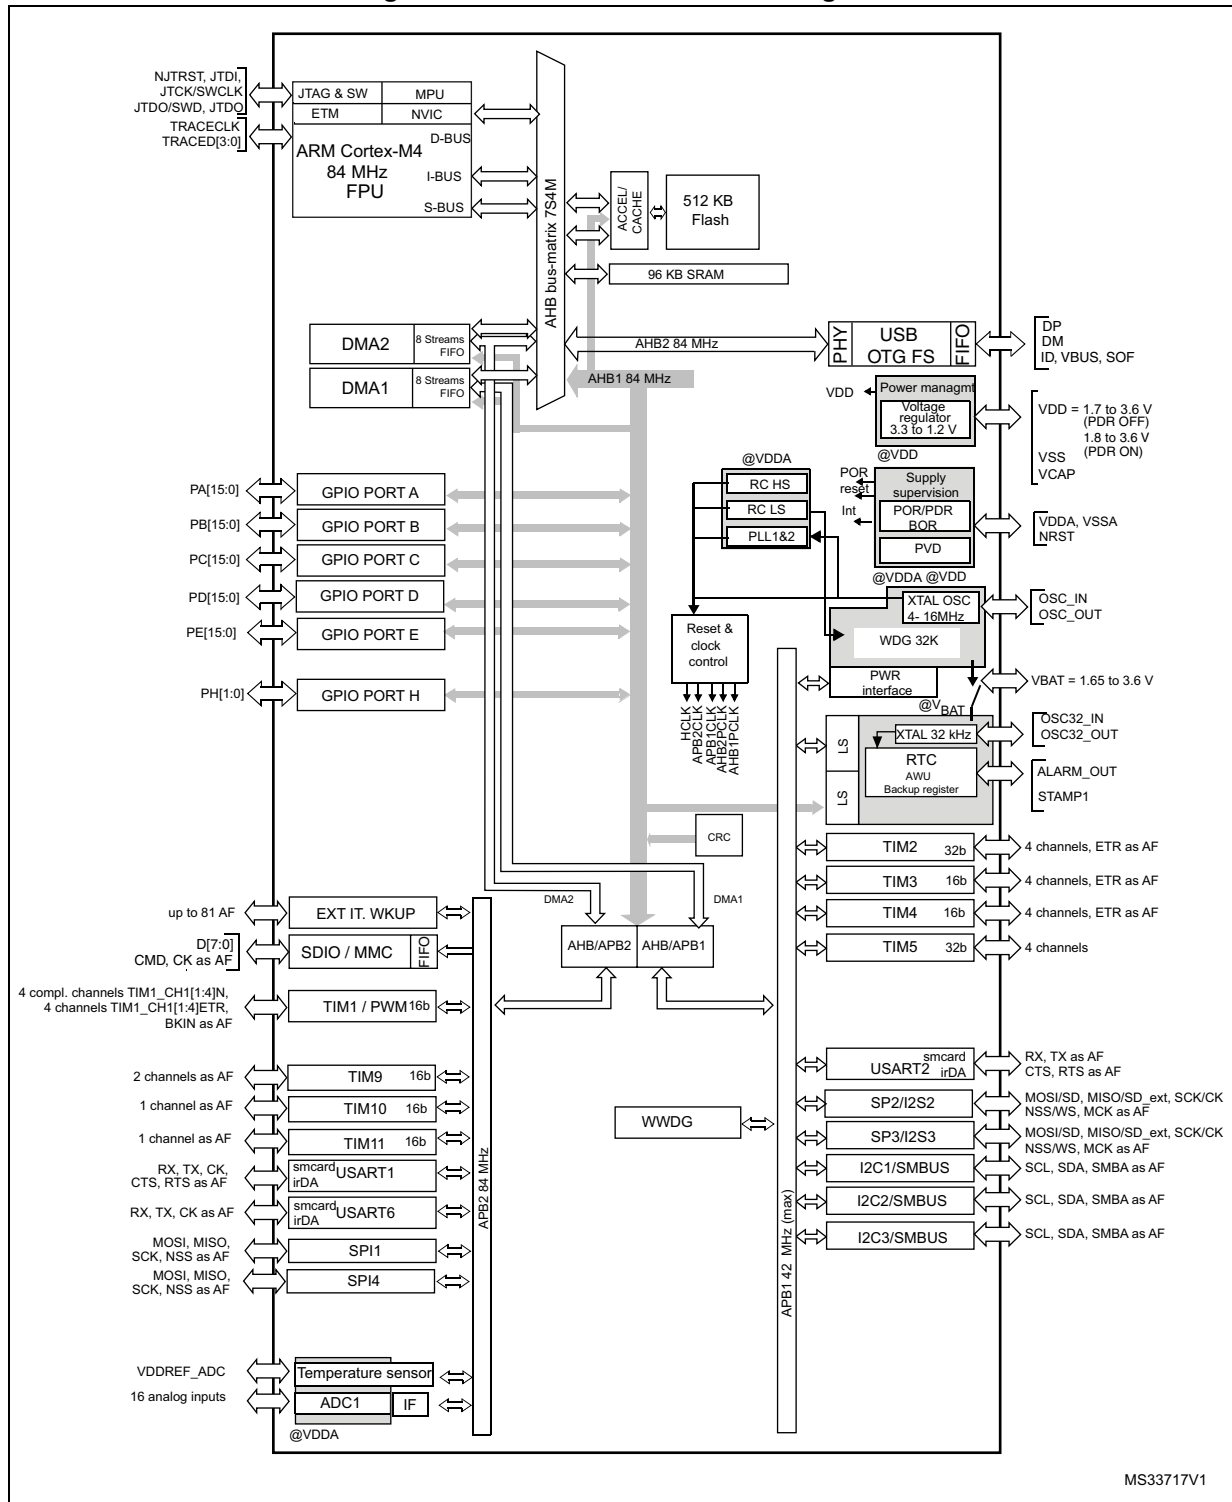 NJTRST, JTDI,
JTCK/SWCLK
JTDO/SWD, JTDO
TRACECLK
TRACED[3:0]
JTAG & SW
MPU
ETM
NVIC
D-BUS
ARM Cortex-M4
84 MHz
FPU
I-BUS
S-BUS
AHB bus-matrix 7S4M
ACCEL/
CACHE
512 KB
Flash
96 KB SRAM
DMA2
8 Streams
FIFO
DMA1
8 Streams
FIFO
AHB2 84 MHz
AHB1 84 MHz
PHY
USB
OTG FS
FIFO
DP
DM
ID, VBUS, SOF
VDD
Power managmt
Voltage
regulator
3.3 to 1.2 V
@VDD
VDD = 1.7 to 3.6 V
(PDR OFF)
1.8 to 3.6 V
(PDR ON)
VSS
VCAP
@VDDA
RC HS
RC LS
PLL1&2
POR
reset
Int
Supply
supervision
POR/PDR
BOR
PVD
VDDA, VSSA
NRST
@VDDA @VDD
XTAL OSC
4- 16MHz
WDG 32K
OSC_IN
OSC_OUT
PWR
interface
VBAT = 1.65 to 3.6 V
@VBAT
Reset &
clock
control
HCLK
APB2CLK
APB1CLK
AHB2PCLK
AHB1PCLK
LS
LS
XTAL 32 kHz
RTC
AWU
Backup register
OSC32_IN
OSC32_OUT
ALARM_OUT
STAMP1
PA[15:0]
GPIO PORT A
PB[15:0]
GPIO PORT B
PC[15:0]
GPIO PORT C
PD[15:0]
GPIO PORT D
PE[15:0]
GPIO PORT E
PH[1:0]
GPIO PORT H
CRC
DMA2
DMA1
AHB/APB2
AHB/APB1
TIM2 32b
4 channels, ETR as AF
TIM3 16b
4 channels, ETR as AF
TIM4 16b
4 channels, ETR as AF
TIM5 32b
4 channels
up to 81 AF
EXT IT. WKUP
D[7:0]
CMD, CK as AF
SDIO / MMC
FIFO
4 compl. channels TIM1_CH1[1:4]N,
4 channels TIM1_CH1[1:4]ETR,
BKIN as AF
TIM1 / PWM 16b
2 channels as AF
TIM9 16b
1 channel as AF
TIM10 16b
1 channel as AF
TIM11 16b
RX, TX, CK,
CTS, RTS as AF
smcard
irDA
USART1
RX, TX, CK as AF
smcard
irDA
USART6
MOSI, MISO,
SCK, NSS as AF
SPI1
MOSI, MISO,
SCK, NSS as AF
SPI4
APB2 84 MHz
VDDREF_ADC
Temperature sensor
16 analog inputs
ADC1
IF
@VDDA
WWDG
APB1 42 MHz (max)
USART2
smcard
irDA
RX, TX as AF
CTS, RTS as AF
SP2/I2S2
MOSI/SD, MISO/SD_ext, SCK/CK
NSS/WS, MCK as AF
SP3/I2S3
MOSI/SD, MISO/SD_ext, SCK/CK
NSS/WS, MCK as AF
I2C1/SMBUS
SCL, SDA, SMBA as AF
I2C2/SMBUS
SCL, SDA, SMBA as AF
I2C3/SMBUS
SCL, SDA, SMBA as AF
MS33717V1